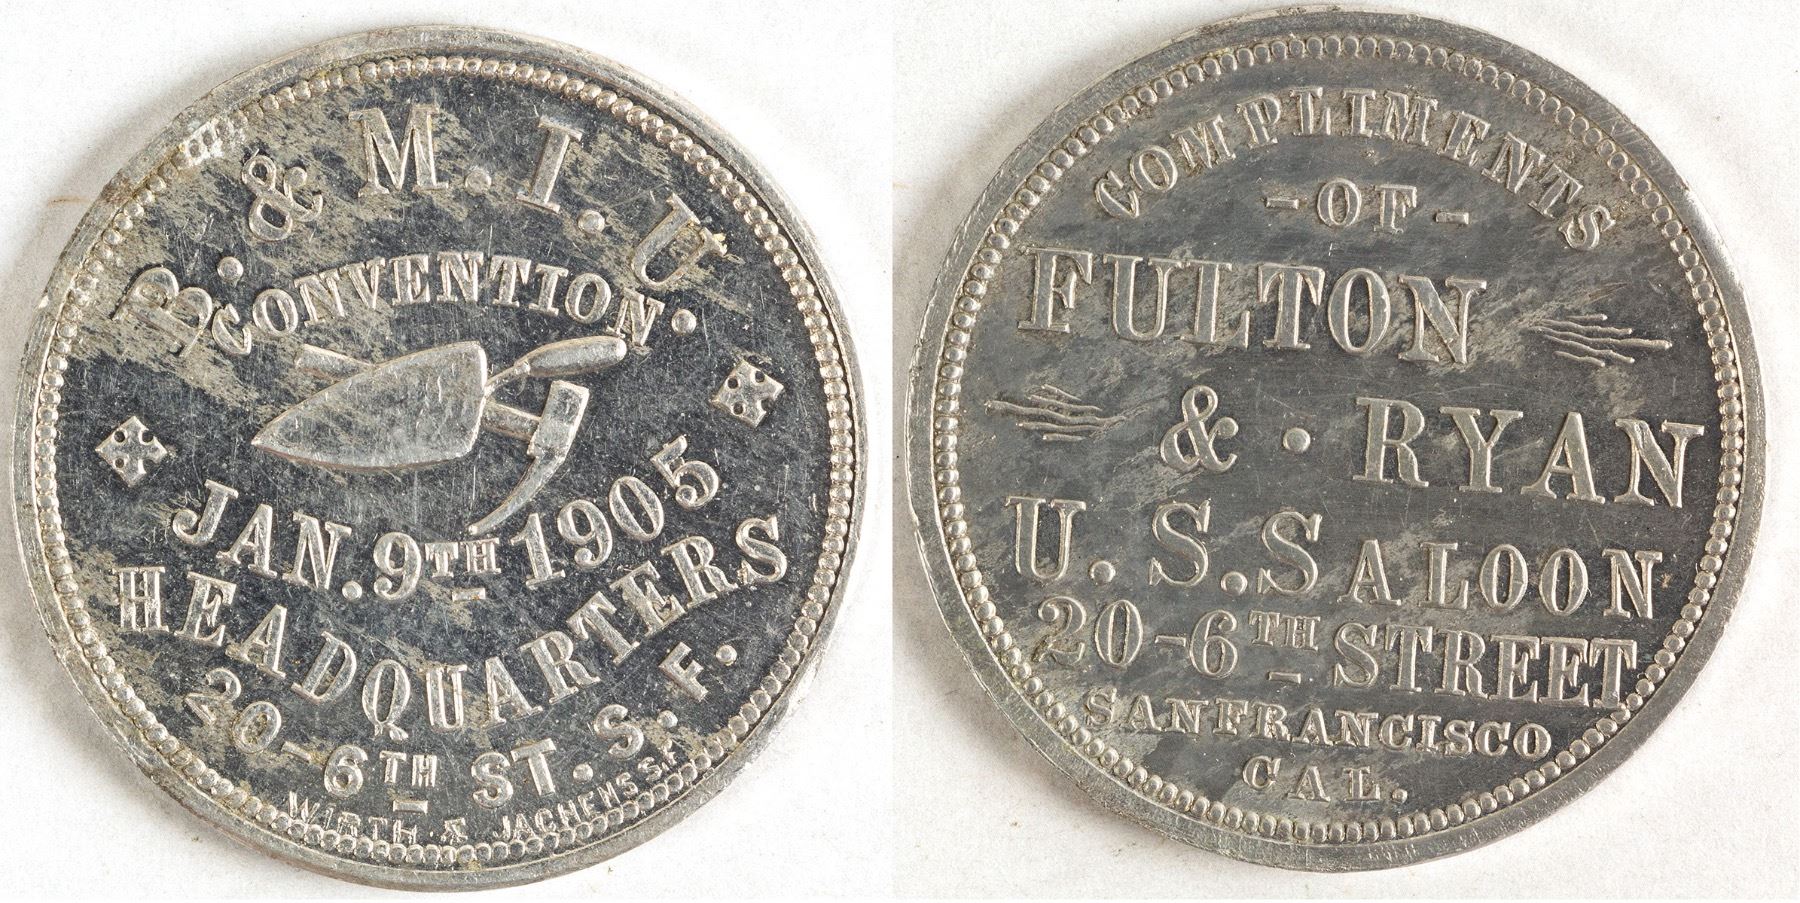 B. & M. I. U.
CONVENTION
JAN. 9TH 1905
HEADQUARTERS
20-6TH ST. S. F.
WIRTH & JACHENS S.F.
COMPLIMENTS
- OF -
FULTON
& · RYAN
U. S. SALOON
20-6TH STREET
SANFRANCISCO
CAL.